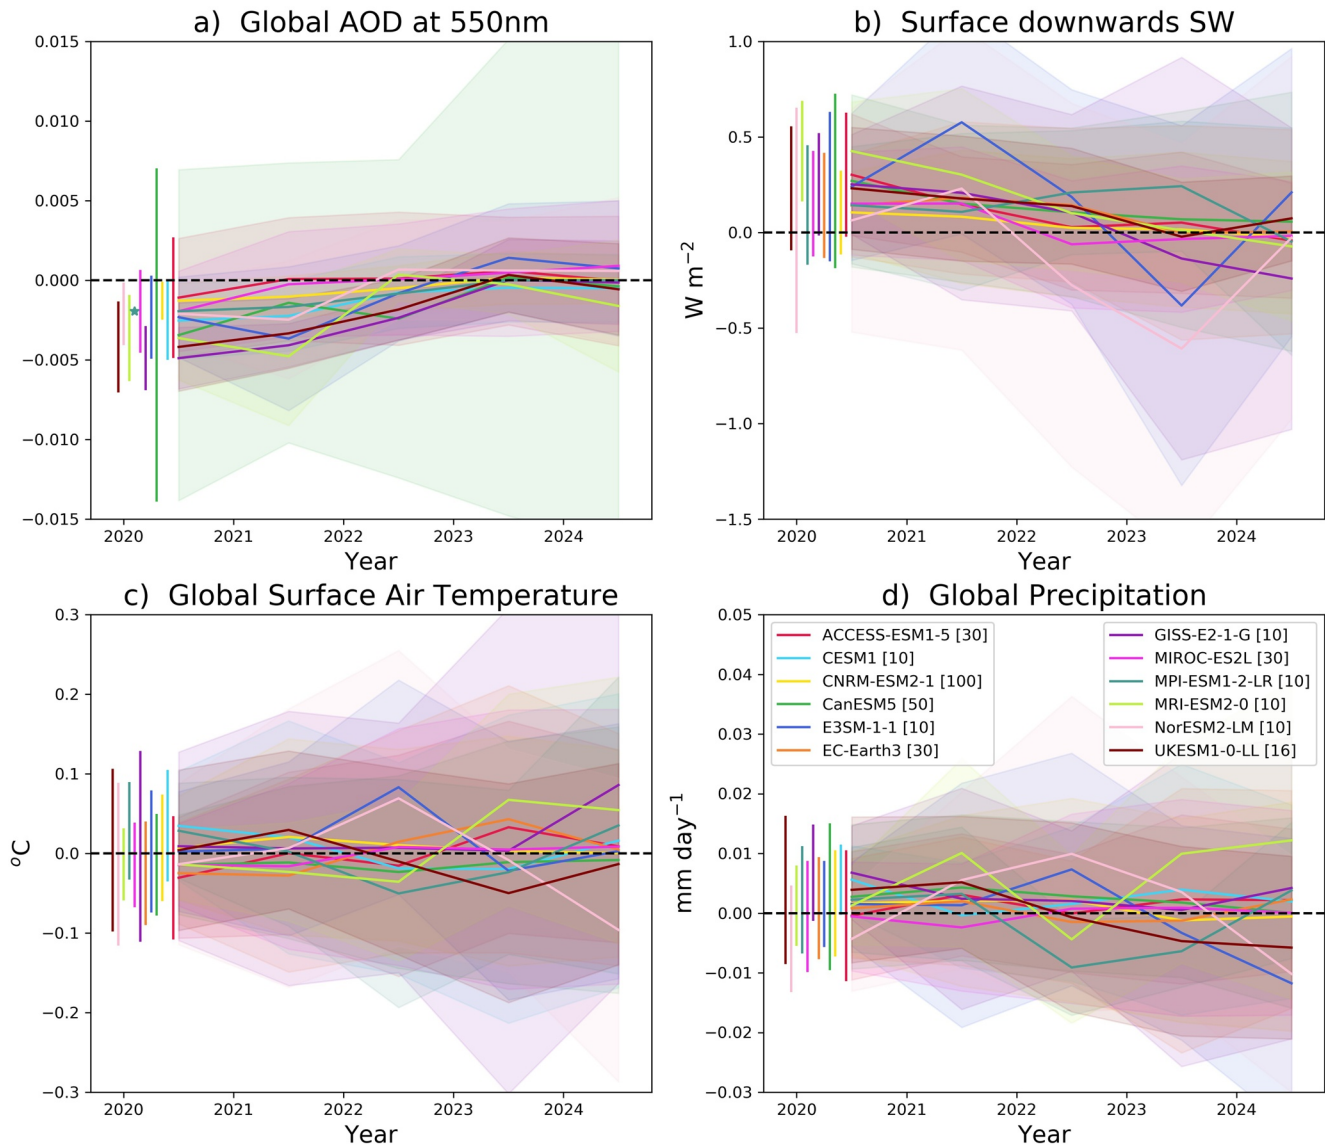 a)  Global AOD at 550nm
0.015
0.010
0.005
0.000
−0.005
−0.010
−0.015
2020 2021 2022 2023 2024
Year
b)  Surface downwards SW
W m⁻²
1.0
0.5
0.0
−0.5
−1.0
−1.5
2020 2021 2022 2023 2024
Year
c)  Global Surface Air Temperature
°C
0.3
0.2
0.1
0.0
−0.1
−0.2
−0.3
2020 2021 2022 2023 2024
Year
d)  Global Precipitation
mm day⁻¹
0.05
0.04
0.03
0.02
0.01
0.00
−0.01
−0.02
−0.03
ACCESS-ESM1-5 [30]
CESM1 [10]
CNRM-ESM2-1 [100]
CanESM5 [50]
E3SM-1-1 [10]
EC-Earth3 [30]
GISS-E2-1-G [10]
MIROC-ES2L [30]
MPI-ESM1-2-LR [10]
MRI-ESM2-0 [10]
NorESM2-LM [10]
UKESM1-0-LL [16]
2020 2021 2022 2023 2024
Year